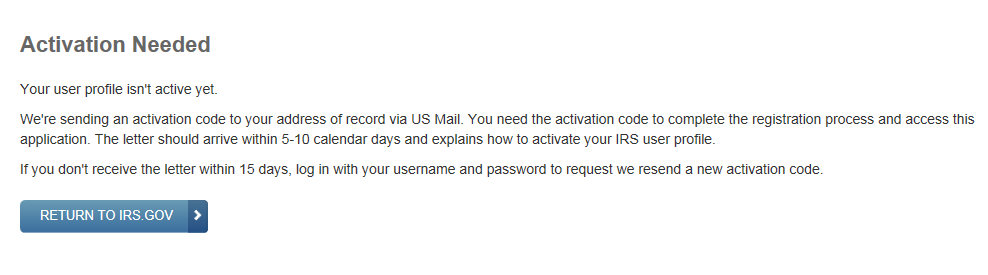 Activation Needed
Your user profile isn't active yet.
We're sending an activation code to your address of record via US Mail. You need the activation code to complete the registration process and access this
application. The letter should arrive within 5-10 calendar days and explains how to activate your IRS user profile.
If you don't receive the letter within 15 days, log in with your username and password to request we resend a new activation code.
RETURN TO IRS.GOV